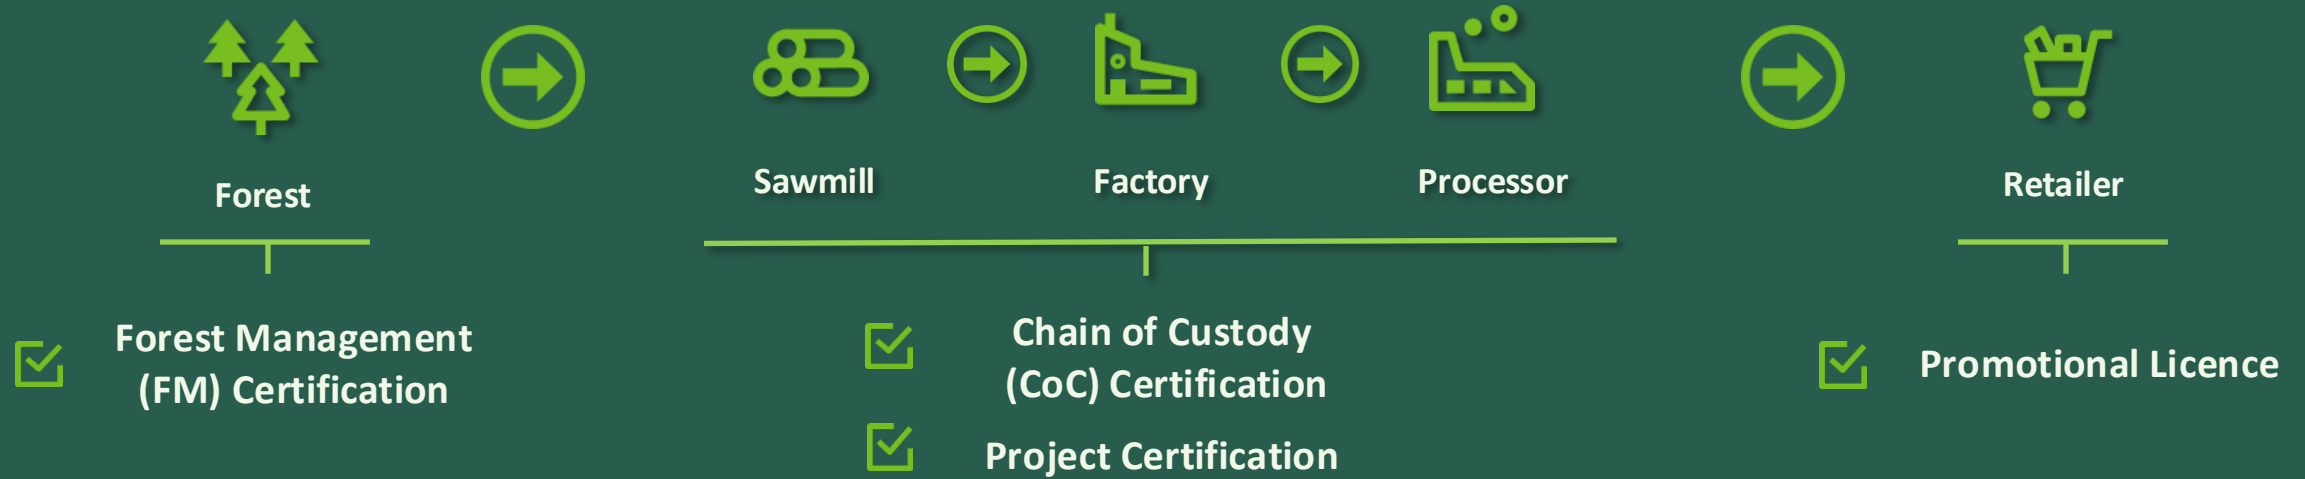 Forest
Sawmill
Factory
Processor
Retailer
Forest Management
(FM) Certification
Chain of Custody
(CoC) Certification
Project Certification
Promotional Licence